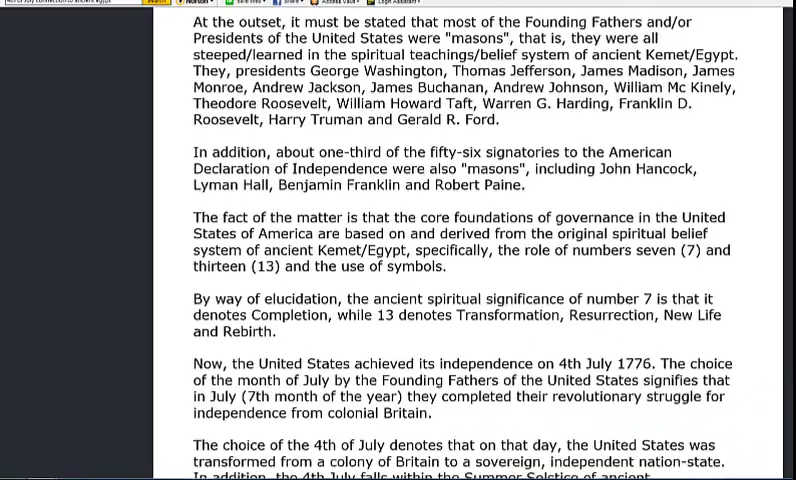 At the outset, it must be stated that most of the Founding Fathers and/or
Presidents of the United States were "masons", that is, they were all
steeped/learned in the spiritual teachings/belief system of ancient Kemet/Egypt.
They, presidents George Washington, Thomas Jefferson, James Madison, James
Monroe, Andrew Jackson, James Buchanan, Andrew Johnson, William Mc Kinely,
Theodore Roosevelt, William Howard Taft, Warren G. Harding, Franklin D.
Roosevelt, Harry Truman and Gerald R. Ford.
In addition, about one-third of the fifty-six signatories to the American
Declaration of Independence were also "masons", including John Hancock,
Lyman Hall, Benjamin Franklin and Robert Paine.
The fact of the matter is that the core foundations of governance in the United
States of America are based on and derived from the original spiritual belief
system of ancient Kemet/Egypt, specifically, the role of numbers seven (7) and
thirteen (13) and the use of symbols.
By way of elucidation, the ancient spiritual significance of number 7 is that it
denotes Completion, while 13 denotes Transformation, Resurrection, New Life
and Rebirth.
Now, the United States achieved its independence on 4th July 1776. The choice
of the month of July by the Founding Fathers of the United States signifies that
in July (7th month of the year) they completed their revolutionary struggle for
independence from colonial Britain.
The choice of the 4th of July denotes that on that day, the United States was
transformed from a colony of Britain to a sovereign, independent nation-state.
In addition, the 4th July falls within the Summer Solstice of ancient